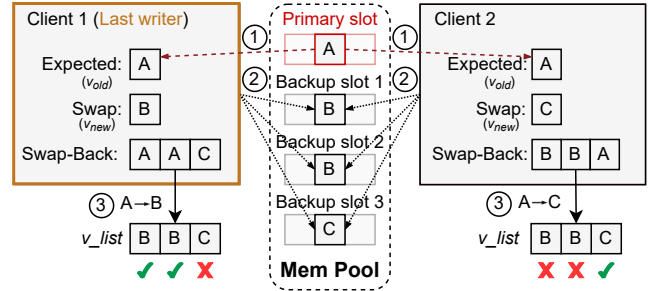 Client 1 (Last writer)
Expected: A
(v_old)
Swap: B
(v_new)
Swap-Back: A A C
③ A→B
v_list B B C
✓ ✓ ✗
① ①
② ②
Primary slot
A
Backup slot 1
B
Backup slot 2
B
Backup slot 3
C
Mem Pool
Client 2
Expected: A
(v_old)
Swap: C
(v_new)
Swap-Back: B B A
③ A→C
v_list B B C
✗ ✗ ✓